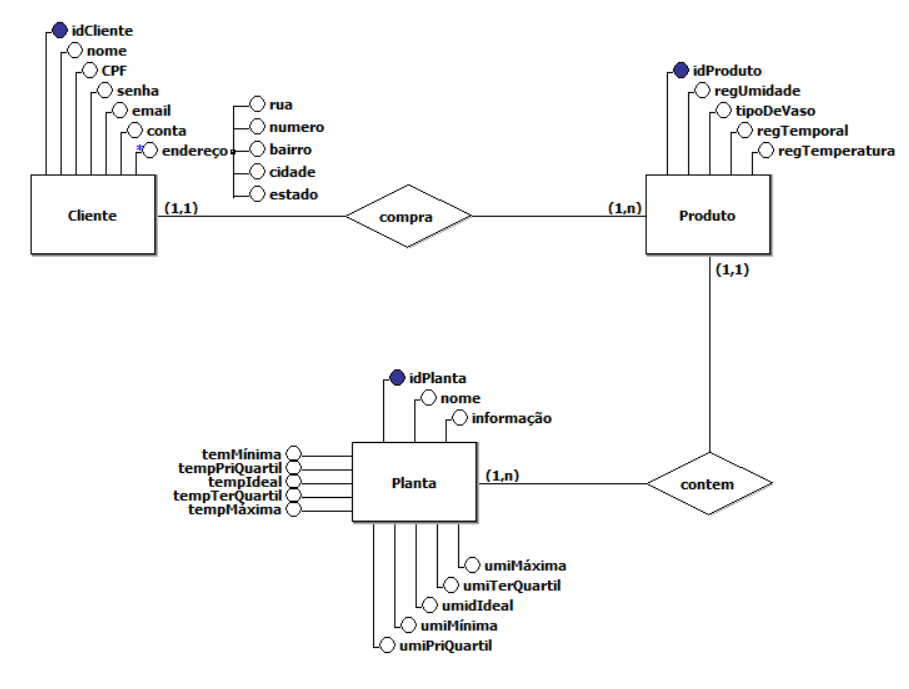 idCliente
nome
CPF
senha
email
conta
* endereço
rua
numero
bairro
cidade
estado
idProduto
regUmidade
tipoDeVaso
regTemporal
regTemperatura
Cliente
(1,1)
compra
(1,n)
Produto
(1,1)
idPlanta
nome
informação
temMínima
tempPriQuartil
tempIdeal
tempTerQuartil
tempMáxima
Planta
(1,n)
contem
umiMáxima
umiTerQuartil
umidIdeal
umiMínima
umiPriQuartil